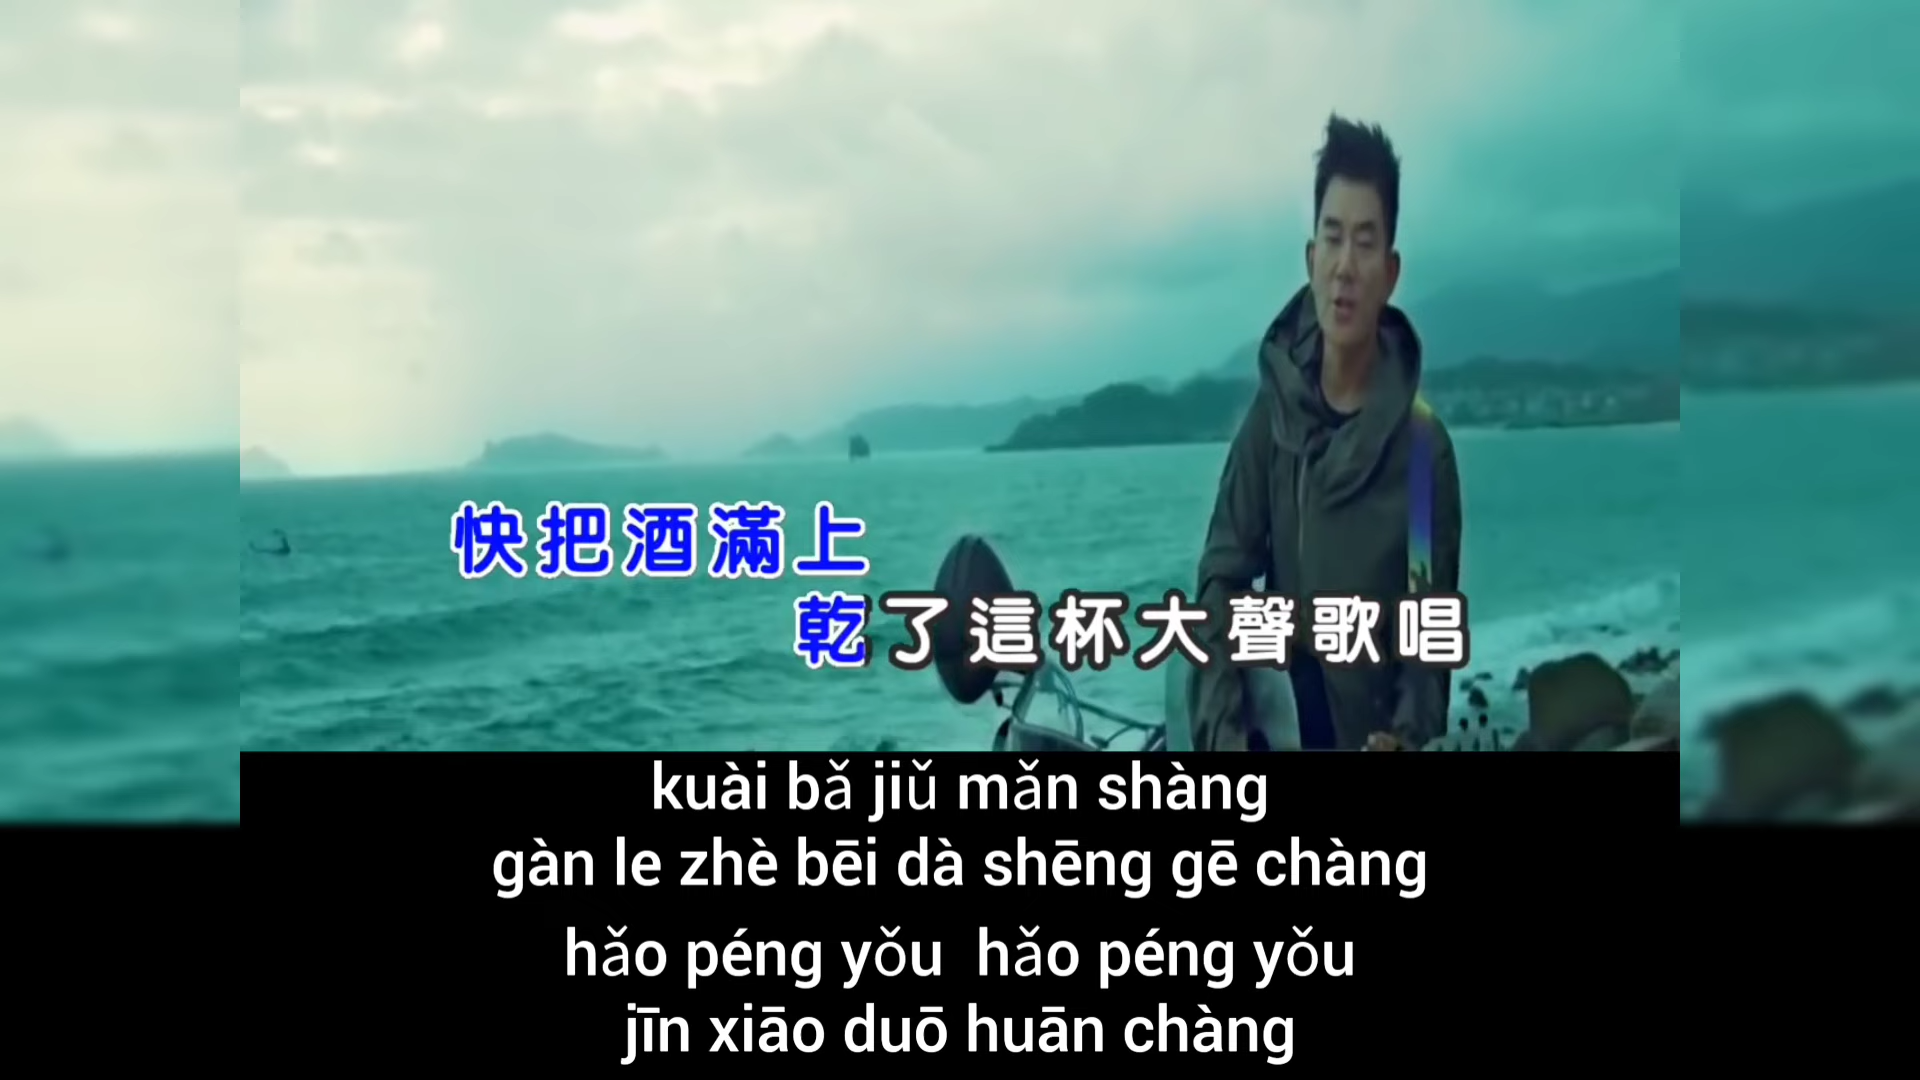 快把酒滿上
乾了這杯大聲歌唱
kuài bǎ jiǔ mǎn shàng
gàn le zhè bēi dà shēng gē chàng
hǎo péng yǒu hǎo péng yǒu
jīn xiāo duō huān chàng